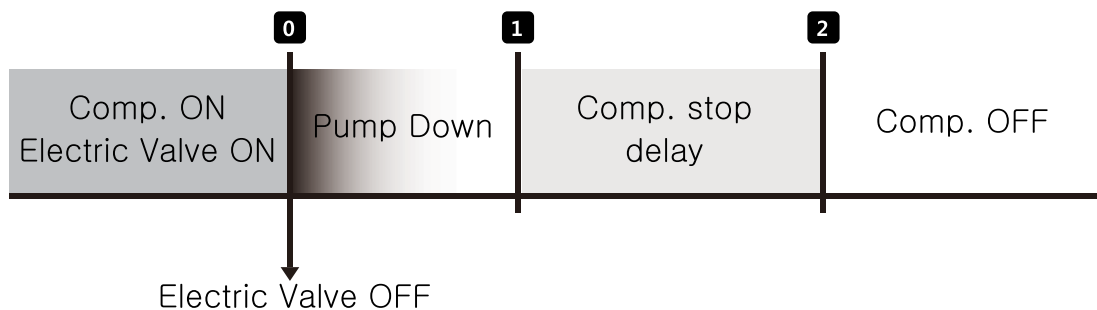 0
1
2
Comp. ON
Electric Valve ON
Pump Down
Comp. stop
delay
Comp. OFF
Electric Valve OFF